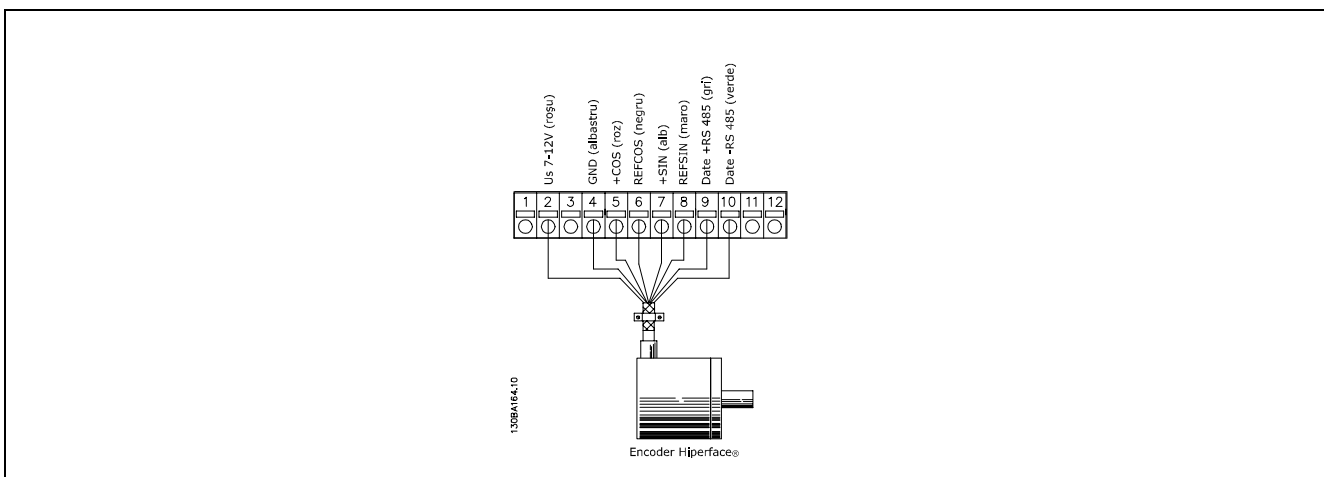 Us 7-12V (roşu)
GND (albastru)
+COS (roz)
REFCOS (negru)
+SIN (alb)
REFSIN (maro)
Date +RS 485 (gri)
Date -RS 485 (verde)
1 2 3 4 5 6 7 8 9 10 11 12
130BA164.10
Encoder Hiperface®